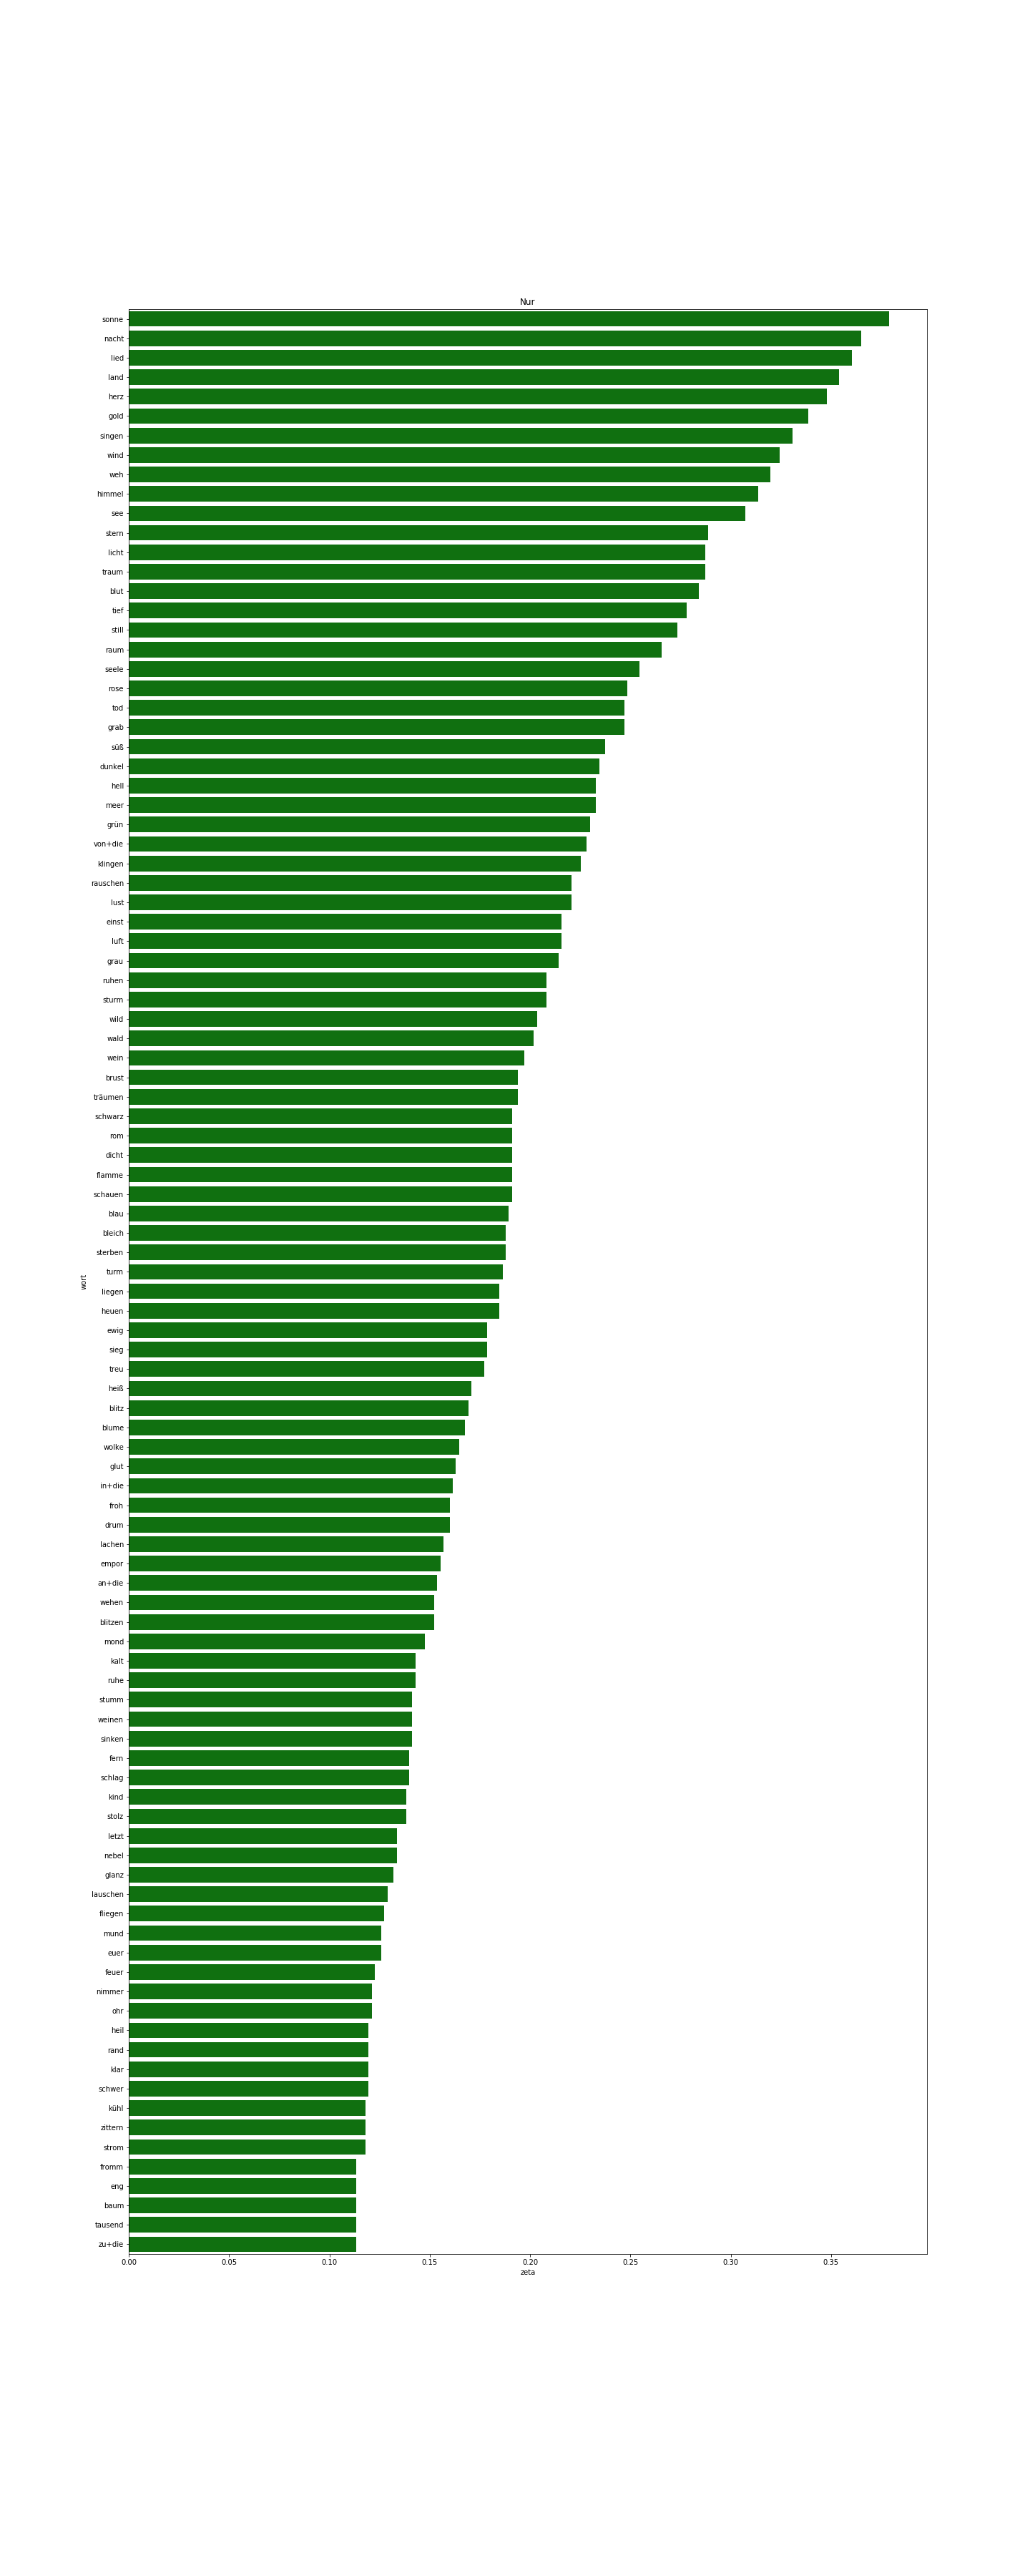 Nur
sonne
nacht
lied
land
herz
gold
singen
wind
weh
himmel
see
stern
licht
traum
blut
tief
still
raum
seele
rose
tod
grab
süß
dunkel
hell
meer
grün
von+die
klingen
rauschen
lust
einst
luft
grau
ruhen
sturm
wild
wald
wein
brust
träumen
schwarz
rom
dicht
flamme
schauen
blau
bleich
sterben
turm
wort
liegen
heuen
ewig
sieg
treu
heiß
blitz
blume
wolke
glut
in+die
froh
drum
lachen
empor
an+die
wehen
blitzen
mond
kalt
ruhe
stumm
weinen
sinken
fern
schlag
kind
stolz
letzt
nebel
glanz
lauschen
fliegen
mund
euer
feuer
nimmer
ohr
heil
rand
klar
schwer
kühl
zittern
strom
fromm
eng
baum
tausend
zu+die
0.00 0.05 0.10 0.15 0.20 0.25 0.30 0.35
zeta